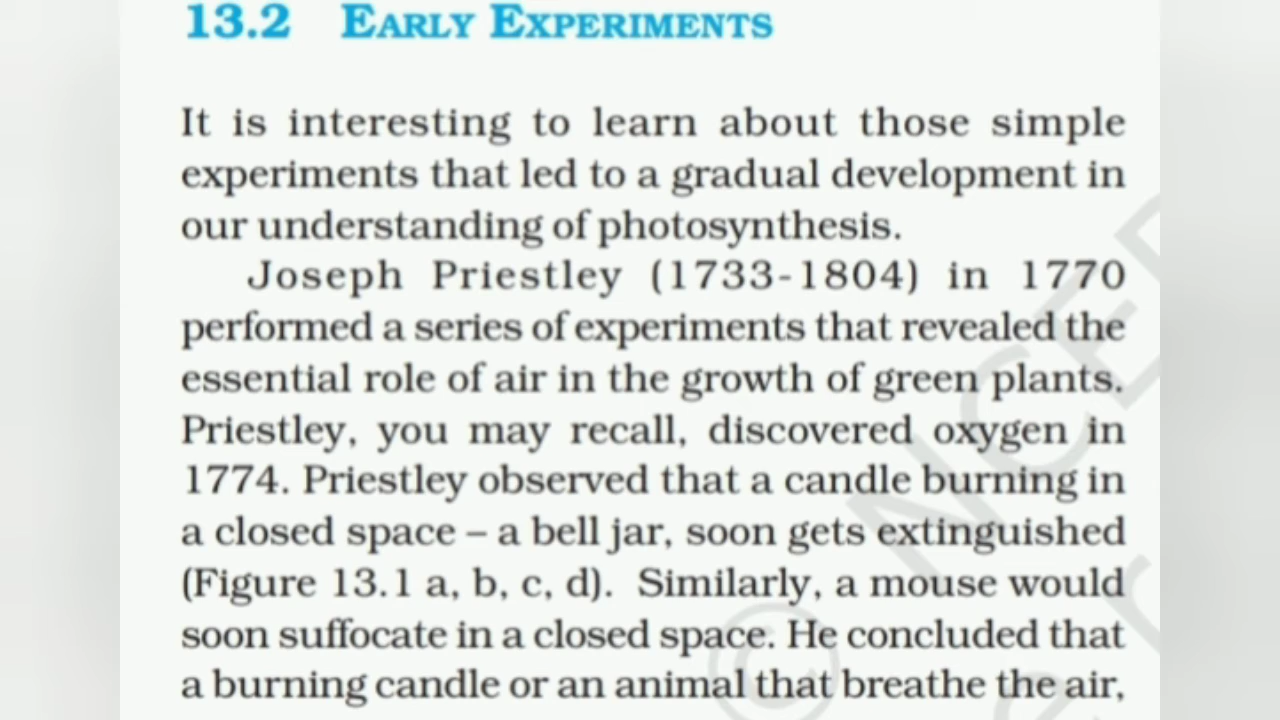 13.2 EARLY EXPERIMENTS
It is interesting to learn about those simple
experiments that led to a gradual development in
our understanding of photosynthesis.
Joseph Priestley (1733-1804) in 1770
performed a series of experiments that revealed the
essential role of air in the growth of green plants.
Priestley, you may recall, discovered oxygen in
1774. Priestley observed that a candle burning in
a closed space – a bell jar, soon gets extinguished
(Figure 13.1 a, b, c, d). Similarly, a mouse would
soon suffocate in a closed space. He concluded that
a burning candle or an animal that breathe the air,